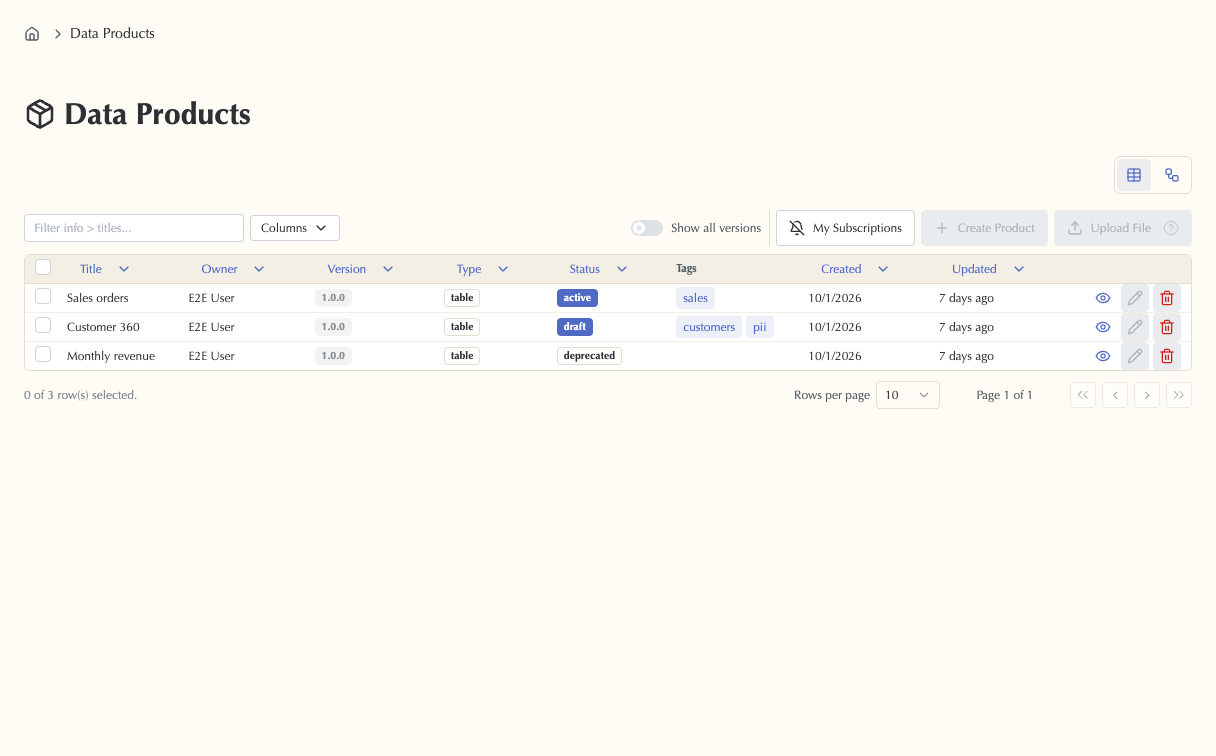 Data Products
Data Products
Filter info > titles... Columns Show all versions My Subscriptions Create Product Upload File
Title Owner Version Type Status Tags Created Updated
Sales orders E2E User 1.0.0 table active sales 10/1/2026 7 days ago
Customer 360 E2E User 1.0.0 table draft customers pii 10/1/2026 7 days ago
Monthly revenue E2E User 1.0.0 table deprecated 10/1/2026 7 days ago
0 of 3 row(s) selected. Rows per page 10 Page 1 of 1